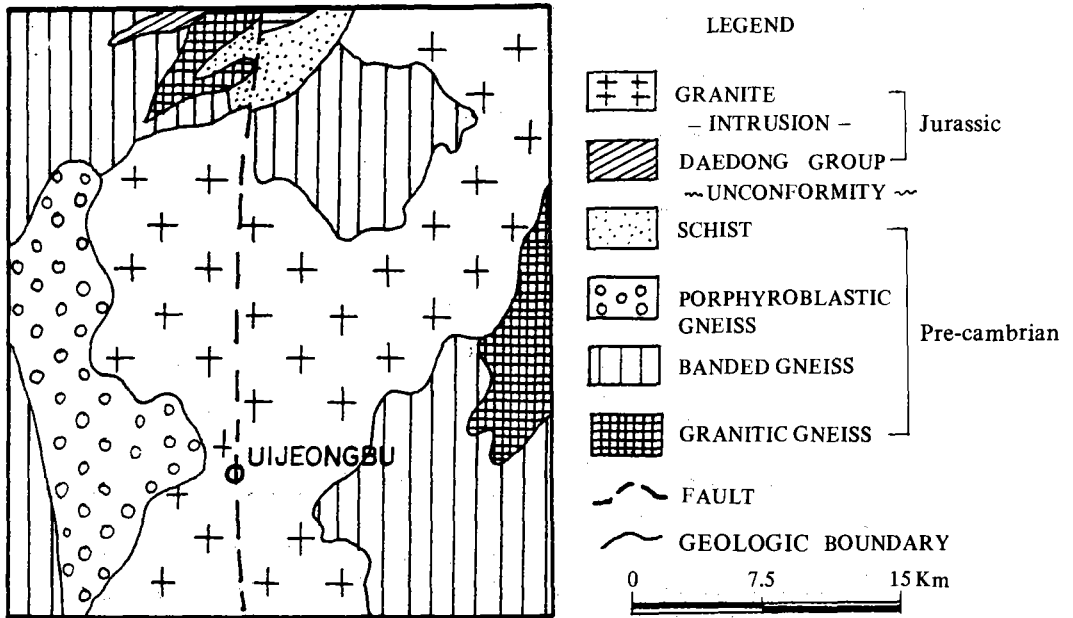 UIJEONGBU
LEGEND
GRANITE
– INTRUSION –
DAEDONG GROUP
Jurassic
~ UNCONFORMITY ~
SCHIST
PORPHYROBLASTIC
GNEISS
BANDED GNEISS
GRANITIC GNEISS
Pre-cambrian
FAULT
GEOLOGIC BOUNDARY
0 7.5 15 Km